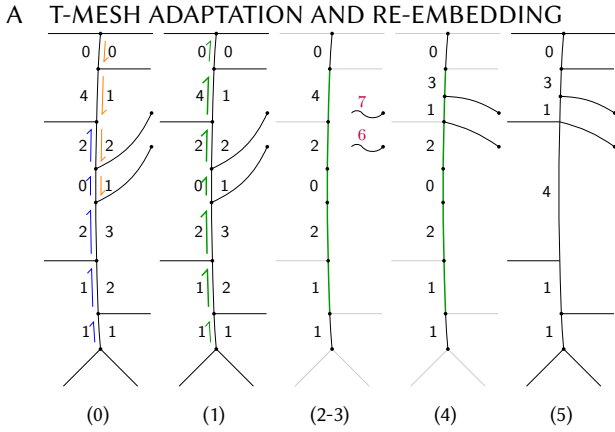 A T-MESH ADAPTATION AND RE-EMBEDDING
0 0 0 2 0 0 3
4 1 4 1 4 7 3 1 1
2 2 2 2 2 6 2
0 1 0 1 0 0 4
2 3 2 3 2 2
1 2 1 2 1 1 1
1 1 1 1 1 1 1
(0) (1) (2-3) (4) (5)